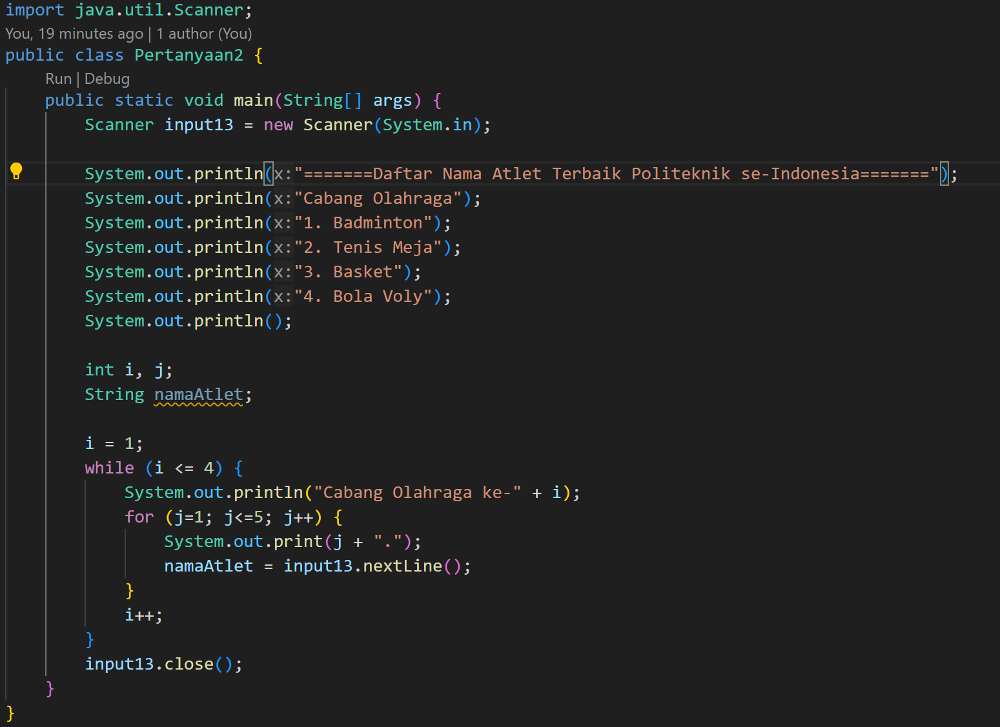 import java.util.Scanner;
You, 19 minutes ago | 1 author (You)
public class Pertanyaan2 {
Run | Debug
public static void main(String[] args) {
Scanner input13 = new Scanner(System.in);
System.out.println(x:"=======Daftar Nama Atlet Terbaik Politeknik se-Indonesia=======");
System.out.println(x:"Cabang Olahraga");
System.out.println(x:"1. Badminton");
System.out.println(x:"2. Tenis Meja");
System.out.println(x:"3. Basket");
System.out.println(x:"4. Bola Voly");
System.out.println();
int i, j;
String namaAtlet;
i = 1;
while (i <= 4) {
System.out.println("Cabang Olahraga ke-" + i);
for (j=1; j<=5; j++) {
System.out.print(j + ".");
namaAtlet = input13.nextLine();
}
i++;
}
input13.close();
}
}